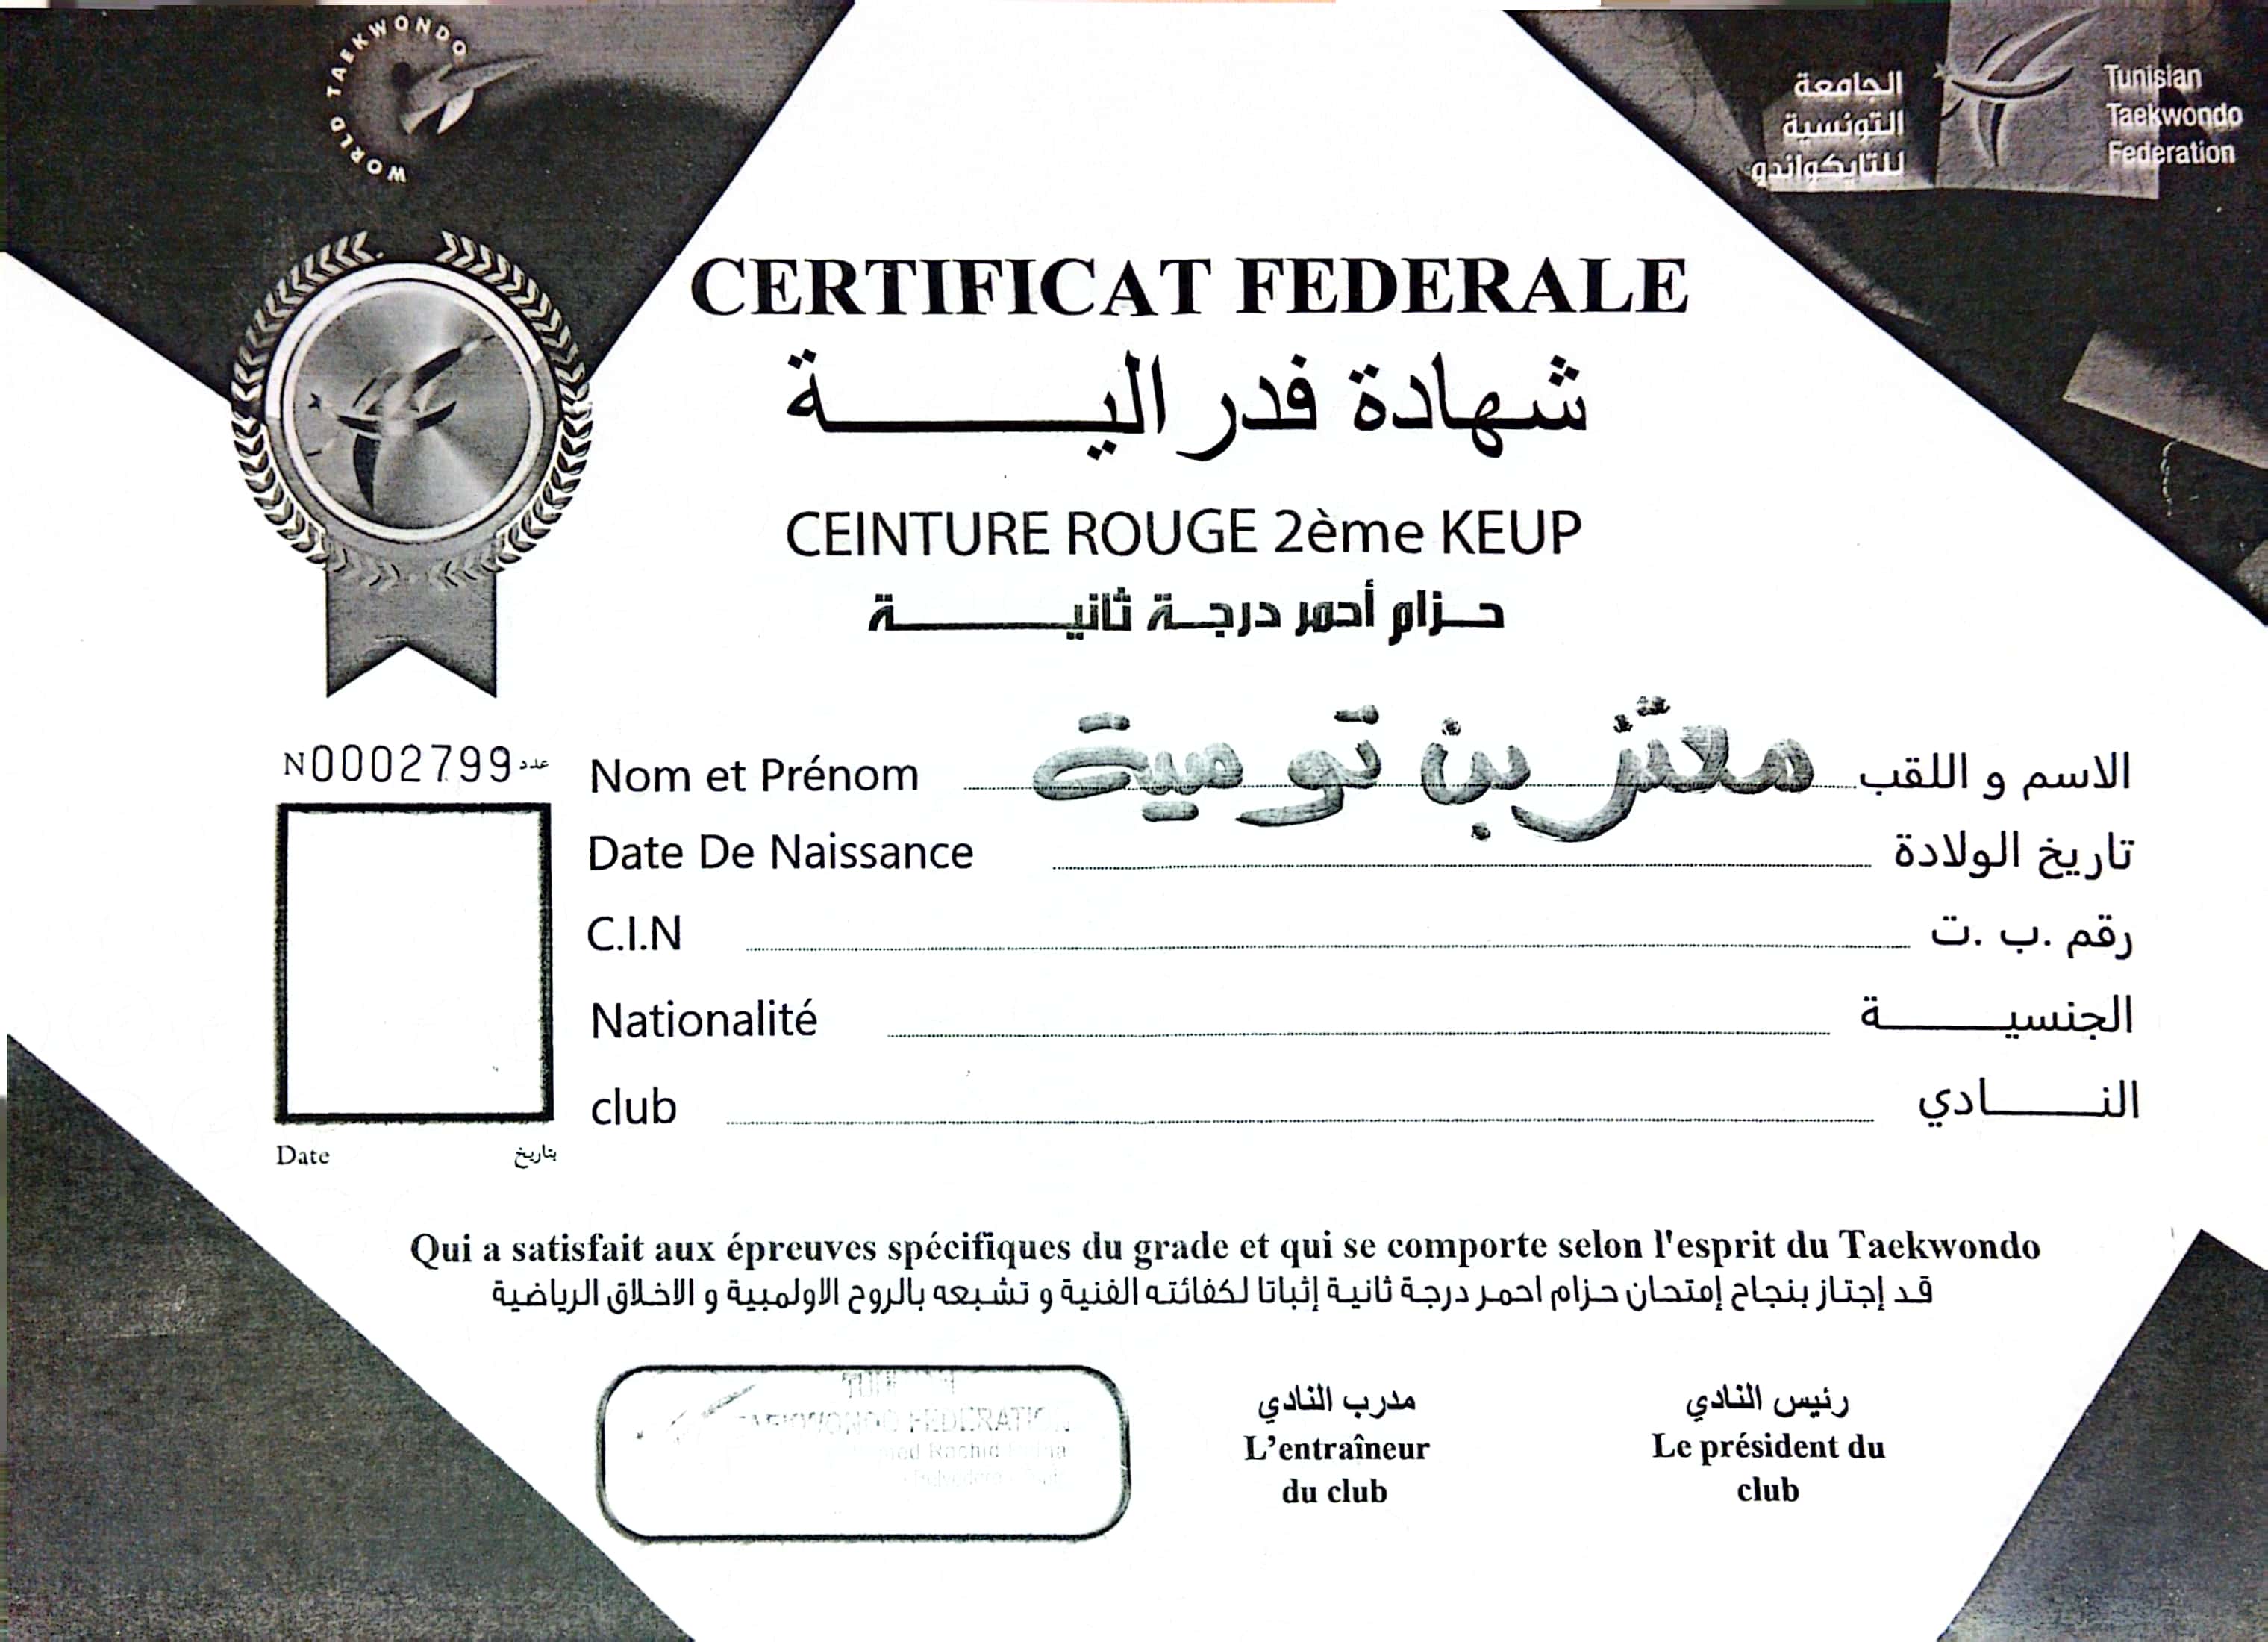 WORLD TAEKWONDO
الجامعة
التونسية
للتايكواندو
Tunisian
Taekwondo
Federation
CERTIFICAT FEDERALE
شهادة فدرالية
CEINTURE ROUGE 2ème KEUP
حزام أحمر درجة ثانية
N0002799 عدد
Nom et Prénom معتز بن تومية الاسم و اللقب
Date De Naissance تاريخ الولادة
C.I.N رقم .ب .ت
Nationalité الجنسية
club النادي
Date بتاريخ
Qui a satisfait aux épreuves spécifiques du grade et qui se comporte selon l'esprit du Taekwondo
قد إجتاز بنجاح إمتحان حزام احمر درجة ثانية إثباتا لكفائته الفنية و تشبعه بالروح الاولمبية و الاخلاق الرياضية
TAEKWONDO FEDERATION
مدرب النادي
L’entraîneur
du club
رئيس النادي
Le président du
club